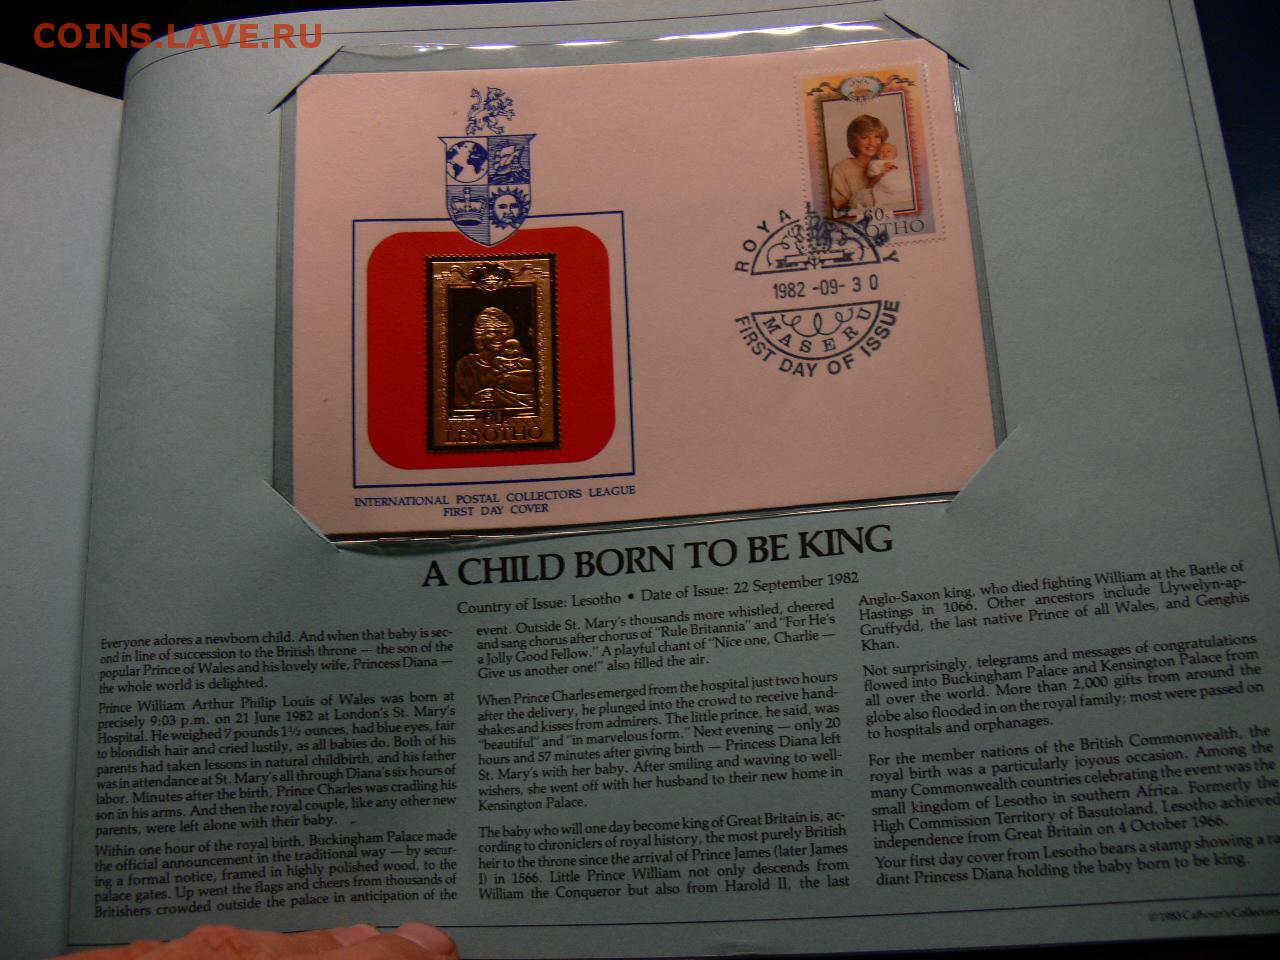 COINS.LAVE.RU
60s
LESOTHO
ROYAL BABY
1982 -09- 3 0
MASERU
FIRST DAY OF ISSUE
60s
LESOTHO
INTERNATIONAL POSTAL COLLECTORS LEAGUE
FIRST DAY COVER
A CHILD BORN TO BE KING
Country of Issue: Lesotho • Date of Issue: 22 September 1982
Everyone adores a newborn child. And when that baby is sec-
ond in line of succession to the British throne — the son of the
popular Prince of Wales and his lovely wife, Princess Diana —
the whole world is delighted.
Prince William Arthur Philip Louis of Wales was born at
precisely 9:03 p.m. on 21 June 1982 at London's St. Mary's
Hospital. He weighed 7 pounds 1½ ounces, had blue eyes, fair
to blondish hair and cried lustily, as all babies do. Both of his
parents had taken lessons in natural childbirth, and his father
was in attendance at St. Mary's all through Diana's six hours of
labor. Minutes after the birth, Prince Charles was cradling his
son in his arms. And then the royal couple, like any other new
parents, were left alone with their baby.
Within one hour of the royal birth, Buckingham Palace made
the official announcement in the traditional way — by secur-
ing a formal notice, framed in highly polished wood, to the
palace gates. Up went the flags and cheers from thousands of
Britishers crowded outside the palace in anticipation of the
event. Outside St. Mary's thousands more whistled, cheered
and sang chorus after chorus of "Rule Britannia" and "For He's
a Jolly Good Fellow." A playful chant of "Nice one, Charlie —
Give us another one!" also filled the air.
When Prince Charles emerged from the hospital just two hours
after the delivery, he plunged into the crowd to receive hand-
shakes and kisses from admirers. The little prince, he said, was
"beautiful" and "in marvelous form." Next evening — only 20
hours and 57 minutes after giving birth — Princess Diana left
St. Mary's with her baby. After smiling and waving to well-
wishers, she went off with her husband to their new home in
Kensington Palace.
The baby who will one day become king of Great Britain is, ac-
cording to chroniclers of royal history, the most purely British
heir to the throne since the arrival of Prince James (later James
I) in 1566. Little Prince William not only descends from
William the Conqueror but also from Harold II, the last
Anglo-Saxon king, who died fighting William at the Battle of
Hastings in 1066. Other ancestors include Llywelyn-ap-
Gruffydd, the last native Prince of all Wales, and Genghis
Khan.
Not surprisingly, telegrams and messages of congratulations
flowed into Buckingham Palace and Kensington Palace from
all over the world. More than 2,000 gifts from around the
globe also flooded in on the royal family; most were passed on
to hospitals and orphanages.
For the member nations of the British Commonwealth, the
royal birth was a particularly joyous occasion. Among the
many Commonwealth countries celebrating the event was the
small kingdom of Lesotho in southern Africa. Formerly the
High Commission Territory of Basutoland, Lesotho achieved
independence from Great Britain on 4 October 1966.
Your first day cover from Lesotho bears a stamp showing a ra-
diant Princess Diana holding the baby born to be king.
© 1983 Calhoun's Collectors